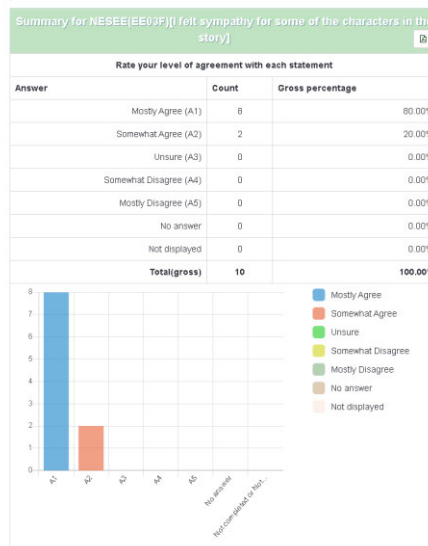 Summary for NESEE(EE03F)[I felt sympathy for some of the characters in the
story]
Rate your level of agreement with each statement
Answer Count Gross percentage
Mostly Agree (A1) 8 80.00%
Somewhat Agree (A2) 2 20.00%
Unsure (A3) 0 0.00%
Somewhat Disagree (A4) 0 0.00%
Mostly Disagree (A5) 0 0.00%
No answer 0 0.00%
Not displayed 0 0.00%
Total(gross) 10 100.00%
8
7
6
5
4
3
2
1
0
A1 A2 A3 A4 A5 No answer Not completed or Not...
Mostly Agree
Somewhat Agree
Unsure
Somewhat Disagree
Mostly Disagree
No answer
Not displayed